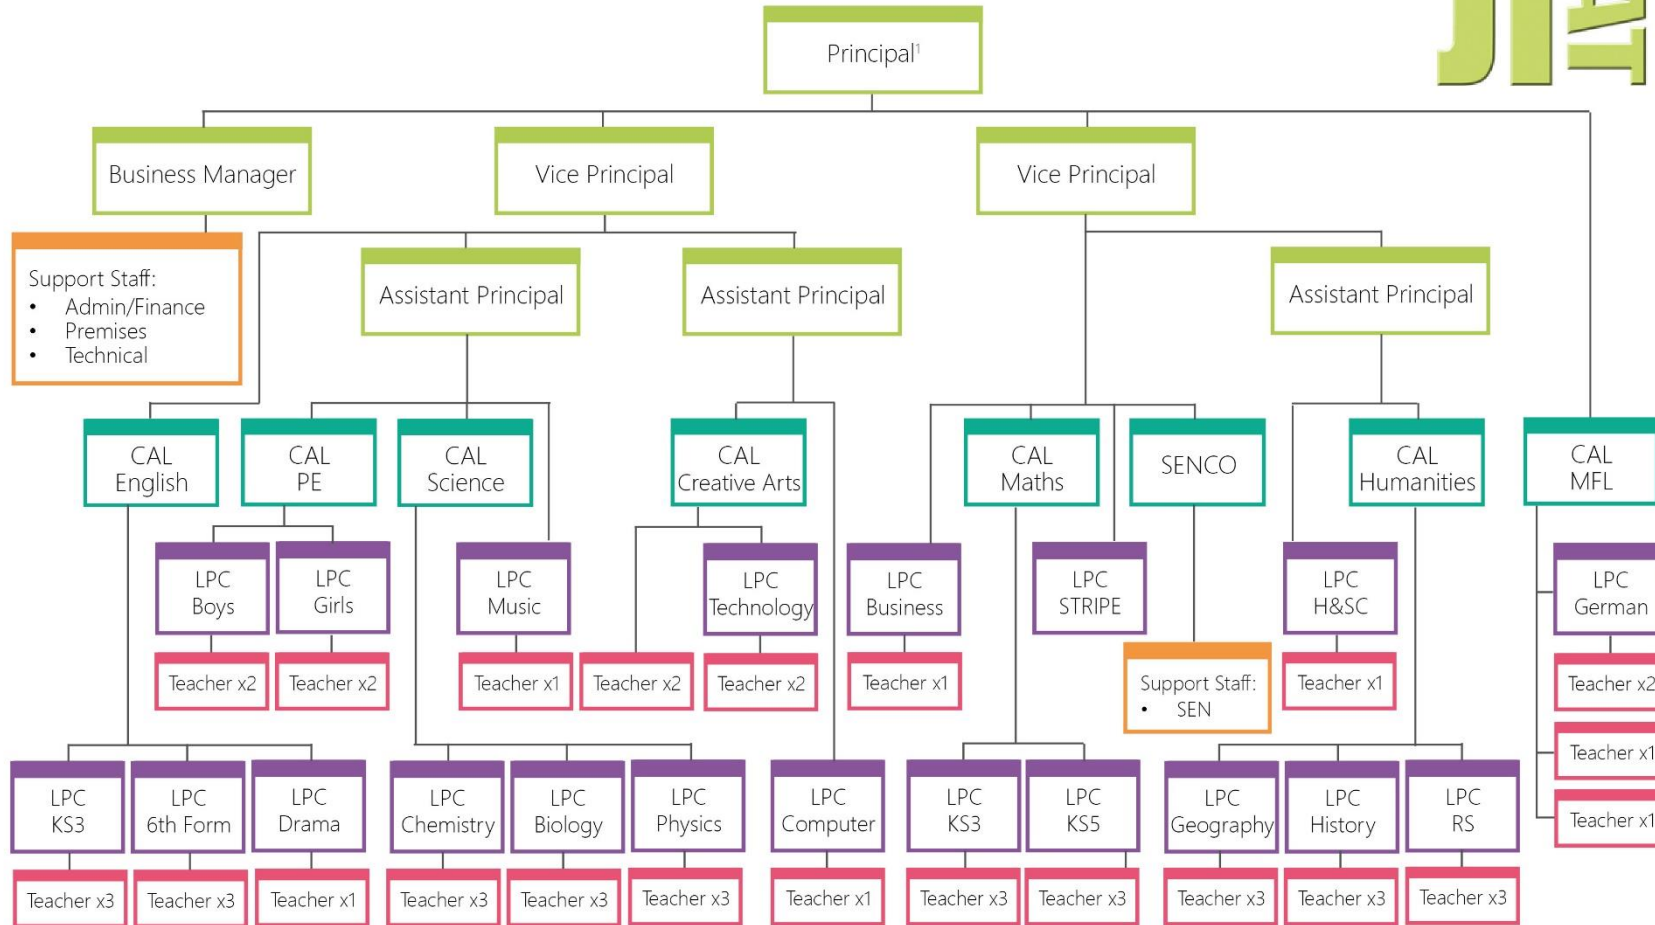 Principal¹
Business Manager
Vice Principal
Vice Principal
Support Staff:
• Admin/Finance
• Premises
• Technical
Assistant Principal
Assistant Principal
Assistant Principal
CAL
English
CAL
PE
CAL
Science
CAL
Creative Arts
CAL
Maths
SENCO
CAL
Humanities
CAL
MFL
LPC
Boys
LPC
Girls
LPC
Music
LPC
Technology
LPC
Business
LPC
STRIPE
LPC
H&SC
LPC
German
Teacher x2
Teacher x2
Teacher x1
Teacher x2
Teacher x2
Teacher x1
Support Staff:
• SEN
Teacher x1
Teacher x2
Teacher x1
Teacher x1
LPC
KS3
LPC
6th Form
LPC
Drama
LPC
Chemistry
LPC
Biology
LPC
Physics
LPC
Computer
LPC
KS3
LPC
KS5
LPC
Geography
LPC
History
LPC
RS
Teacher x3
Teacher x3
Teacher x1
Teacher x3
Teacher x3
Teacher x3
Teacher x1
Teacher x3
Teacher x3
Teacher x3
Teacher x3
Teacher x3